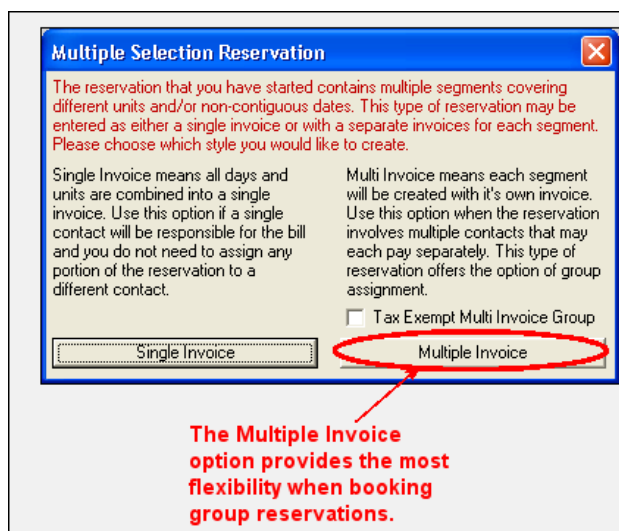 Multiple Selection Reservation
The reservation that you have started contains multiple segments covering
different units and/or non-contiguous dates. This type of reservation may be
entered as either a single invoice or with a separate invoices for each segment.
Please choose which style you would like to create.
Single Invoice means all days and
units are combined into a single
invoice. Use this option if a single
contact will be responsible for the bill
and you do not need to assign any
portion of the reservation to a
different contact.
Multi Invoice means each segment
will be created with it's own invoice.
Use this option when the reservation
involves multiple contacts that may
each pay separately. This type of
reservation offers the option of group
assignment.
Tax Exempt Multi Invoice Group
Single Invoice
Multiple Invoice
The Multiple Invoice
option provides the most
flexibility when booking
group reservations.